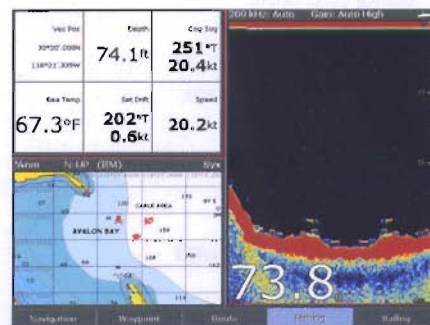 Ves Pos
Depth
Cog Sog
74.1ft
251°T
20.4kt
Sea Temp
Set Drift
Speed
67.3°F
202°T
0.6kt
20.2kt
N-UP (RM)
200 kHz: Auto Gain: Auto High
CABLE AREA
AVALON BAY
73.8
Navigation
Waypoint
Route
Fishing
Sailing